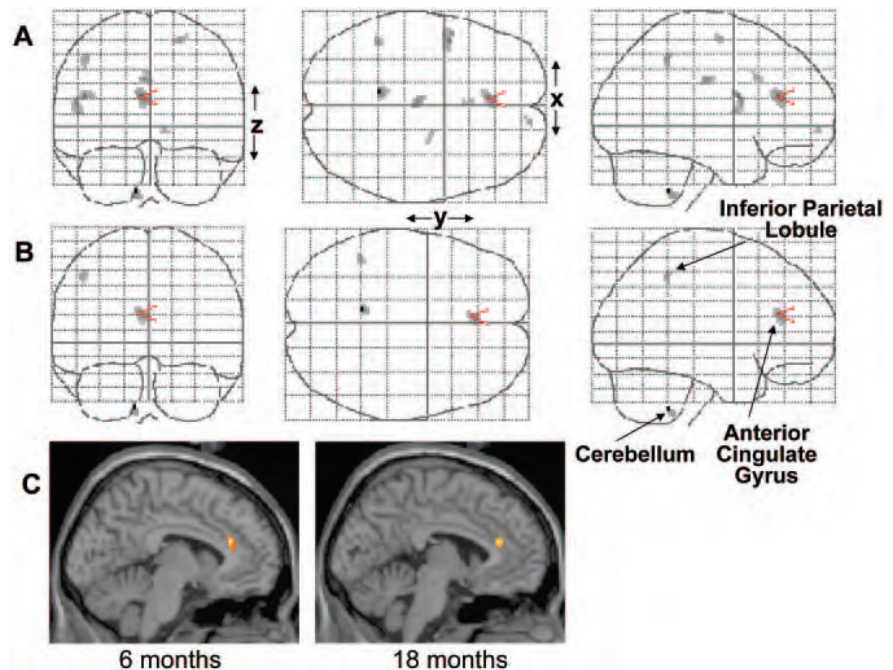 A
z
x
y
B
Inferior Parietal
Lobule
Cerebellum
Anterior
Cingulate
Gyrus
C
6 months
18 months